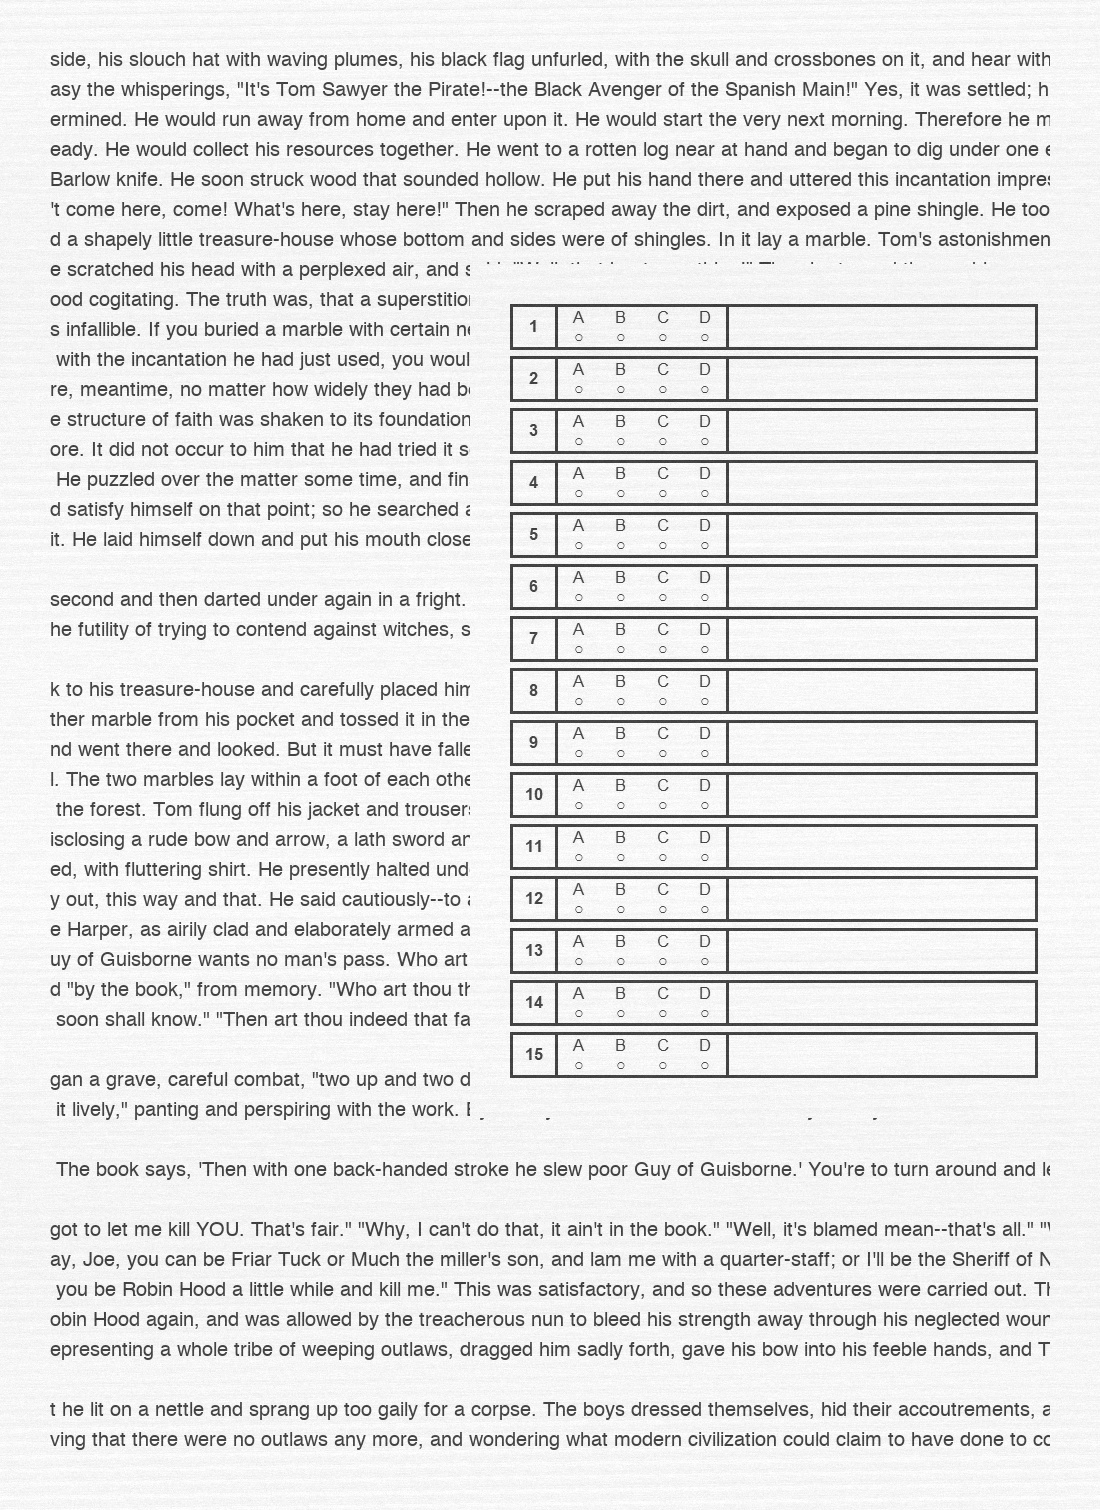 side, his slouch hat with waving plumes, his black flag unfurled, with the skull and crossbones on it, and hear with
asy the whisperings, "It's Tom Sawyer the Pirate!--the Black Avenger of the Spanish Main!" Yes, it was settled; h
ermined. He would run away from home and enter upon it. He would start the very next morning. Therefore he m
eady. He would collect his resources together. He went to a rotten log near at hand and began to dig under one
Barlow knife. He soon struck wood that sounded hollow. He put his hand there and uttered this incantation impres
't come here, come! What's here, stay here!" Then he scraped away the dirt, and exposed a pine shingle. He too
d a shapely little treasure-house whose bottom and sides were of shingles. In it lay a marble. Tom's astonishmen
e scratched his head with a perplexed air, and
ood cogitating. The truth was, that a superstition
s infallible. If you buried a marble with certain ne
with the incantation he had just used, you woul
re, meantime, no matter how widely they had be
e structure of faith was shaken to its foundation
ore. It did not occur to him that he had tried it s
He puzzled over the matter some time, and fin
d satisfy himself on that point; so he searched a
it. He laid himself down and put his mouth close
second and then darted under again in a fright.
he futility of trying to contend against witches, s
k to his treasure-house and carefully placed him
ther marble from his pocket and tossed it in the
nd went there and looked. But it must have falle
l. The two marbles lay within a foot of each othe
the forest. Tom flung off his jacket and trousers
isclosing a rude bow and arrow, a lath sword an
ed, with fluttering shirt. He presently halted und
y out, this way and that. He said cautiously--to a
e Harper, as airily clad and elaborately armed a
uy of Guisborne wants no man's pass. Who art
d "by the book," from memory. "Who art thou th
soon shall know." "Then art thou indeed that fa
gan a grave, careful combat, "two up and two d
it lively," panting and perspiring with the work.
1 A B C D
2 A B C D
3 A B C D
4 A B C D
5 A B C D
6 A B C D
7 A B C D
8 A B C D
9 A B C D
10 A B C D
11 A B C D
12 A B C D
13 A B C D
14 A B C D
15 A B C D
The book says, 'Then with one back-handed stroke he slew poor Guy of Guisborne.' You're to turn around and le
got to let me kill YOU. That's fair." "Why, I can't do that, it ain't in the book." "Well, it's blamed mean--that's all."
ay, Joe, you can be Friar Tuck or Much the miller's son, and lam me with a quarter-staff; or I'll be the Sheriff of N
you be Robin Hood a little while and kill me." This was satisfactory, and so these adventures were carried out. Th
obin Hood again, and was allowed by the treacherous nun to bleed his strength away through his neglected woun
epresenting a whole tribe of weeping outlaws, dragged him sadly forth, gave his bow into his feeble hands, and T
t he lit on a nettle and sprang up too gaily for a corpse. The boys dressed themselves, hid their accoutrements, a
ving that there were no outlaws any more, and wondering what modern civilization could claim to have done to co